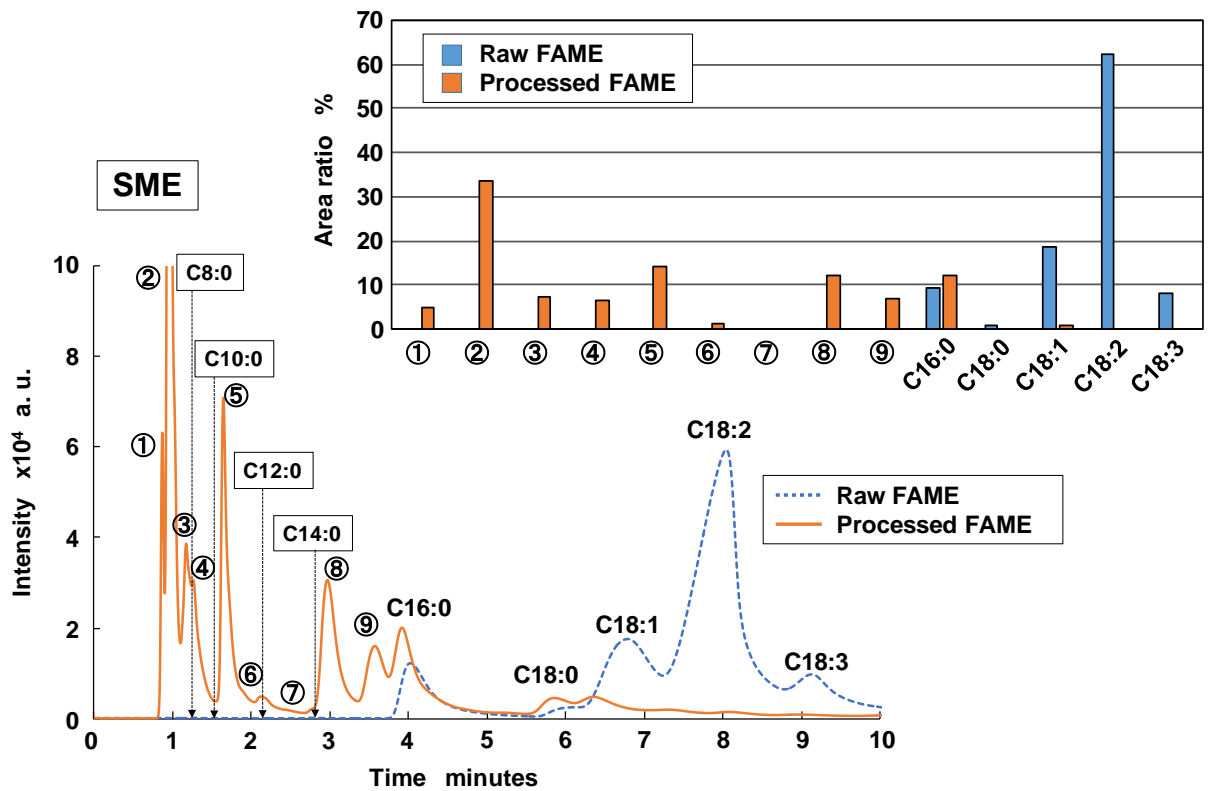 70
60
50
40
30
20
10
0
Area ratio %
Raw FAME
Processed FAME
① ② ③ ④ ⑤ ⑥ ⑦ ⑧ ⑨ C16:0 C18:0 C18:1 C18:2 C18:3
SME
10
8
6
4
2
0
Intensity x10⁴ a. u.
②
C8:0
C10:0
①
⑤
C12:0
③
④
C14:0
⑧
⑥
⑦
⑨
C16:0
C18:0
C18:1
C18:2
C18:3
Raw FAME
Processed FAME
0 1 2 3 4 5 6 7 8 9 10
Time minutes